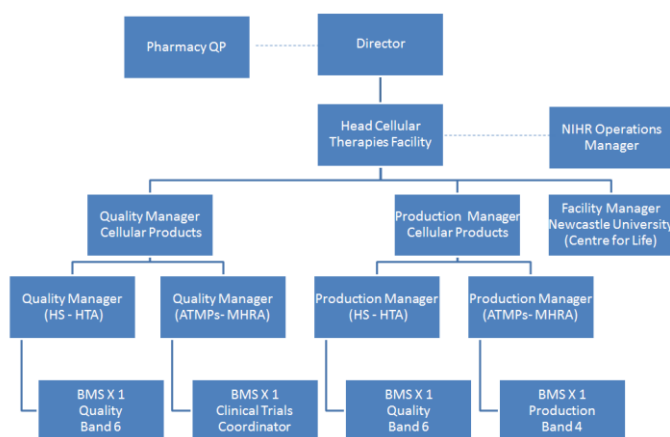 Pharmacy QP
Director
Head Cellular
Therapies Facility
NIHR Operations
Manager
Quality Manager
Cellular Products
Production Manager
Cellular Products
Facility Manager
Newcastle University
(Centre for Life)
Quality Manager
(HS - HTA)
Quality Manager
(ATMPs- MHRA)
Production Manager
(HS - HTA)
Production Manager
(ATMPs- MHRA)
BMS X 1
Quality
Band 6
BMS X 1
Clinical Trials
Coordinator
BMS X 1
Quality
Band 6
BMS X 1
Production
Band 4